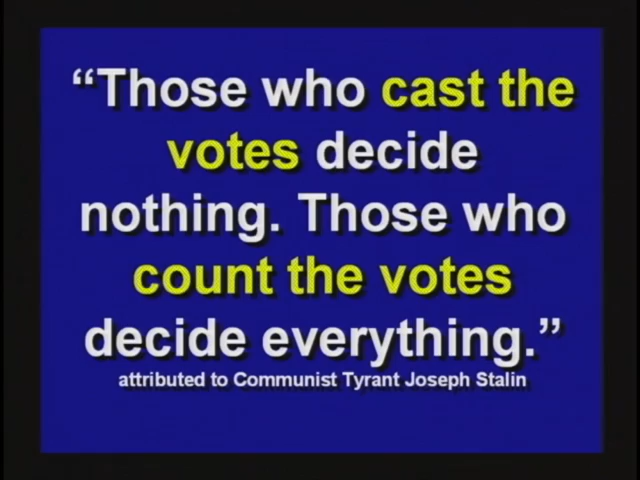 “Those who cast the
votes decide
nothing. Those who
count the votes
decide everything.”
attributed to Communist Tyrant Joseph Stalin